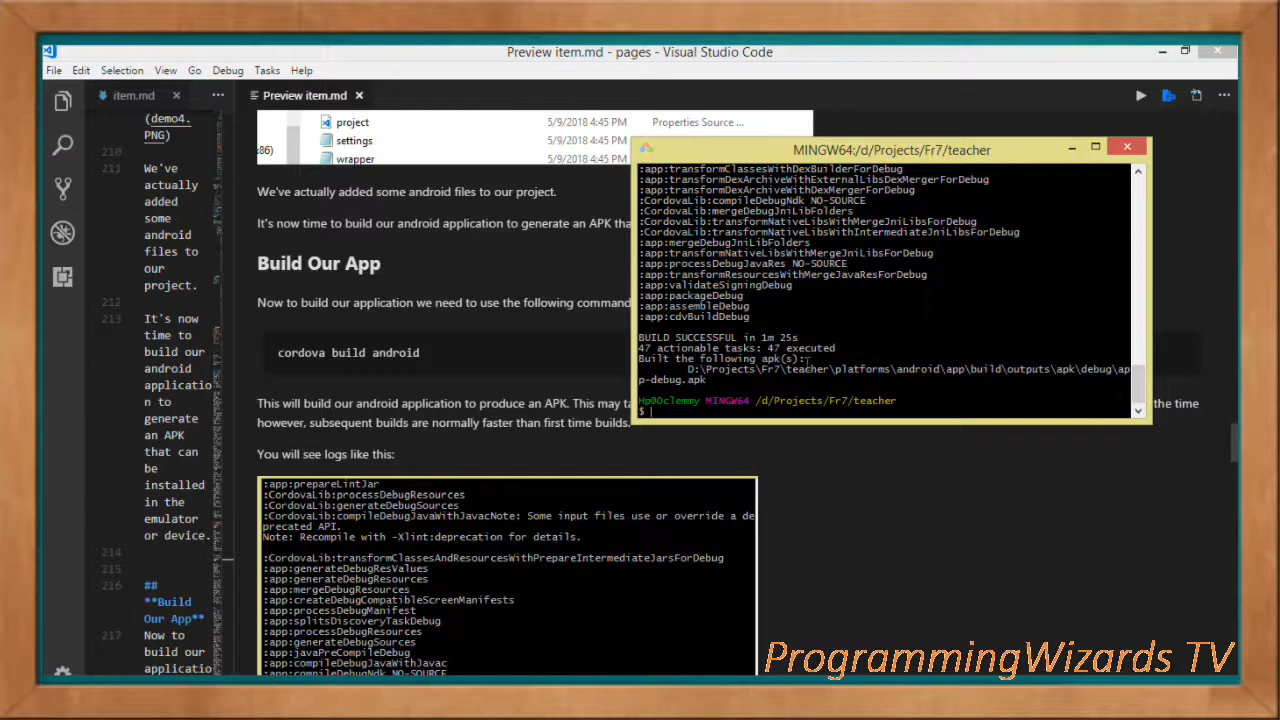 Preview item.md - pages - Visual Studio Code
File Edit Selection View Go Debug Tasks Help
item.md
Preview item.md
(demo4.
PNG)
210
211 We've
actually
added
some
android
files to
our
project.
212
213 It's now
time to
build our
android
applicatio
n to
generate
an APK
that can
be
installed
in the
emulator
or device.
214
215
216 ##
**Build
Our App**
217 Now to
build our
applicatio
x86)
project 5/9/2018 4:45 PM Properties Source ...
settings 5/9/2018 4:45 PM
wrapper 5/9/2018 4:45 PM
We've actually added some android files to our project.
It's now time to build our android application to generate an APK tha
Build Our App
Now to build our application we need to use the following command
cordova build android
This will build our android application to produce an APK. This may ta
the time
however, subsequent builds are normally faster than first time builds.
You will see logs like this:
:app:prepareLintJar
:CordovaLib:processDebugResources
:CordovaLib:generateDebugSources
:CordovaLib:compileDebugJavaWithJavacNote: Some input files use or override a de
precated API.
Note: Recompile with -Xlint:deprecation for details.
:CordovaLib:transformClassesAndResourcesWithPrepareIntermediateJarsForDebug
:app:generateDebugResValues
:app:generateDebugResources
:app:mergeDebugResources
:app:createDebugCompatibleScreenManifests
:app:processDebugManifest
:app:splitsDiscoveryTaskDebug
:app:processDebugResources
:app:generateDebugSources
:app:javaPreCompileDebug
:app:compileDebugJavaWithJavac
:app:compileDebugNdk NO-SOURCE
MINGW64:/d/Projects/Fr7/teacher
:app:transformClassesWithDexBuilderForDebug
:app:transformDexArchiveWithExternalLibsDexMergerForDebug
:app:transformDexArchiveWithDexMergerForDebug
:CordovaLib:compileDebugNdk NO-SOURCE
:CordovaLib:mergeDebugJniLibFolders
:CordovaLib:transformNativeLibsWithMergeJniLibsForDebug
:CordovaLib:transformNativeLibsWithIntermediateJniLibsForDebug
:app:mergeDebugJniLibFolders
:app:transformNativeLibsWithMergeJniLibsForDebug
:app:processDebugJavaRes NO-SOURCE
:app:transformResourcesWithMergeJavaResForDebug
:app:validateSigningDebug
:app:packageDebug
:app:assembleDebug
:app:cdvBuildDebug
BUILD SUCCESSFUL in 1m 25s
47 actionable tasks: 47 executed
Built the following apk(s):
D:\Projects\Fr7\teacher\platforms\android\app\build\outputs\apk\debug\ap
p-debug.apk
Hp@Oclemmy MINGW64 /d/Projects/Fr7/teacher
$
ProgrammingWizards TV